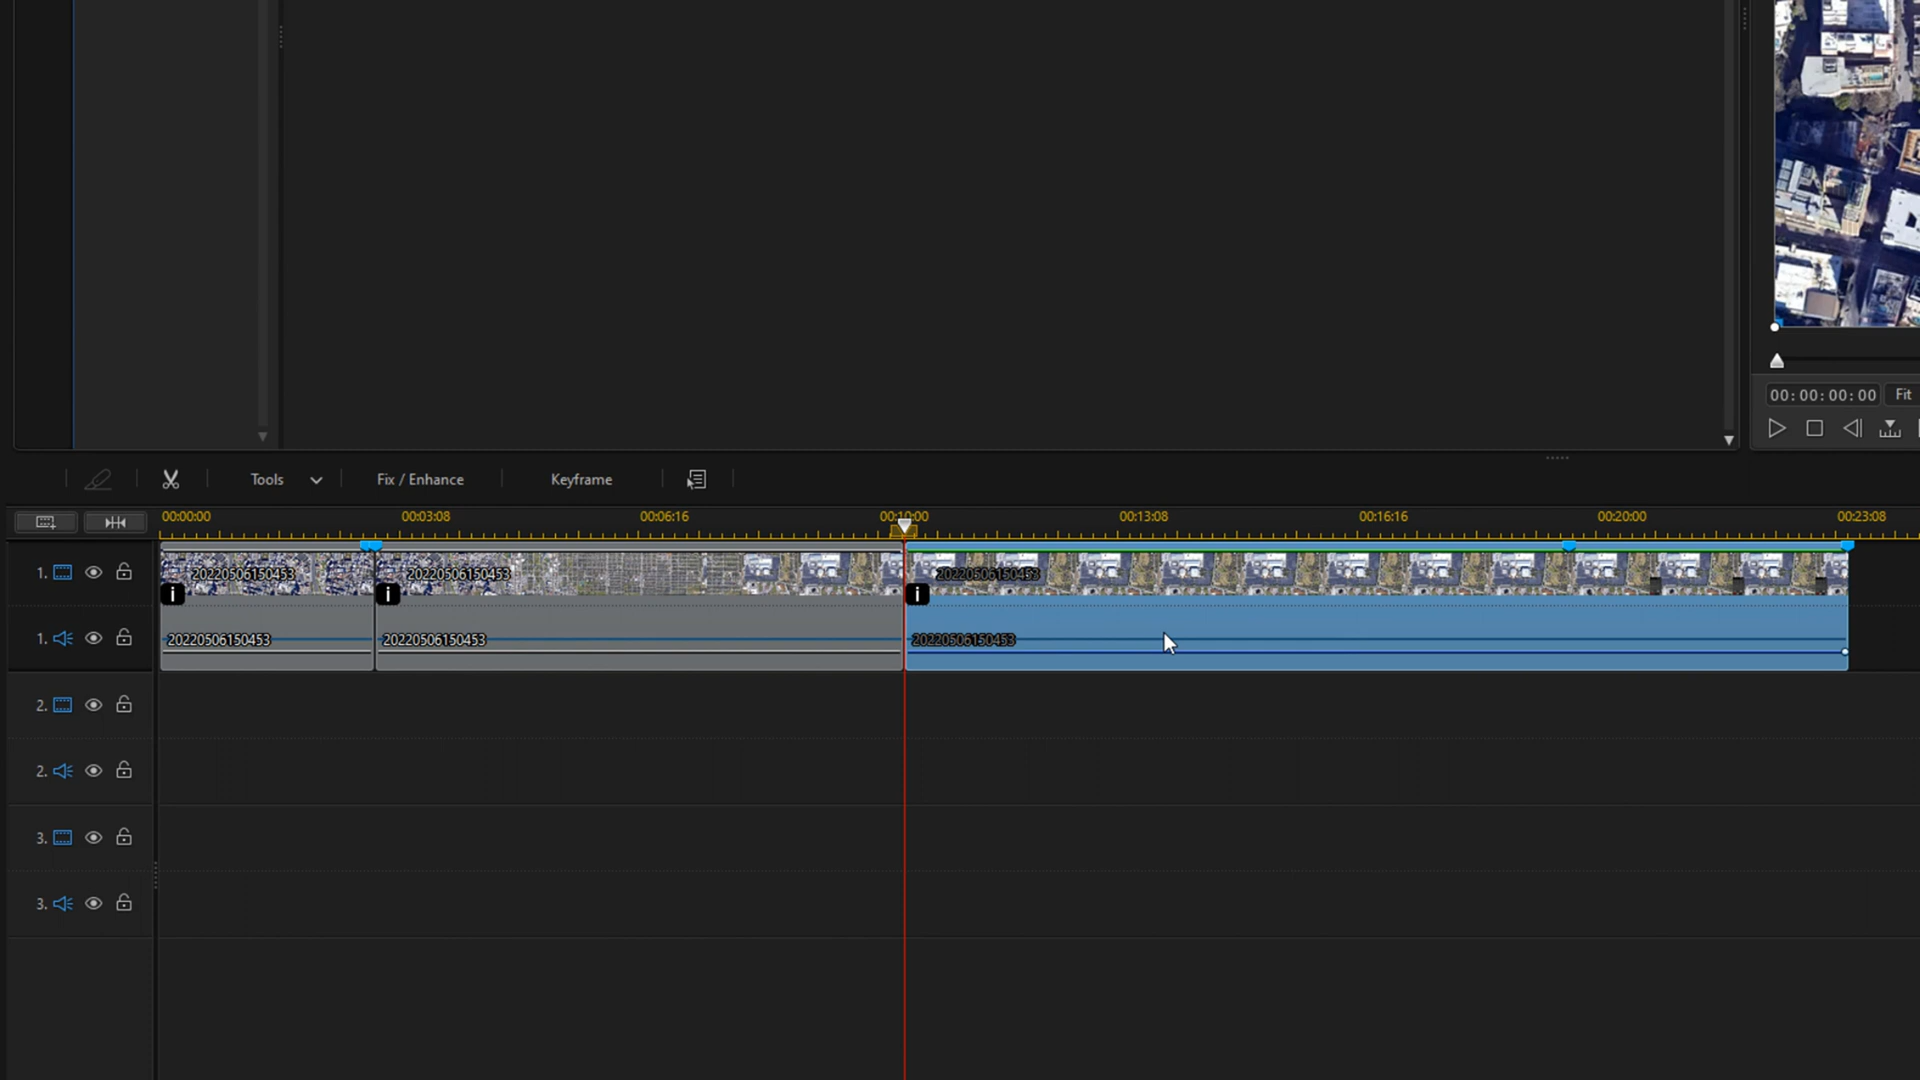 00:00:00:00 Fit
Tools Fix / Enhance Keyframe
00:00:00 00:03:08 00:06:16 00:10:00 00:13:08 00:16:16 00:20:00 00:23:08
1. 20220506150453 20220506150453 20220506150453
i i i
1. 20220506150453 20220506150453 20220506150453
2.
2.
3.
3.